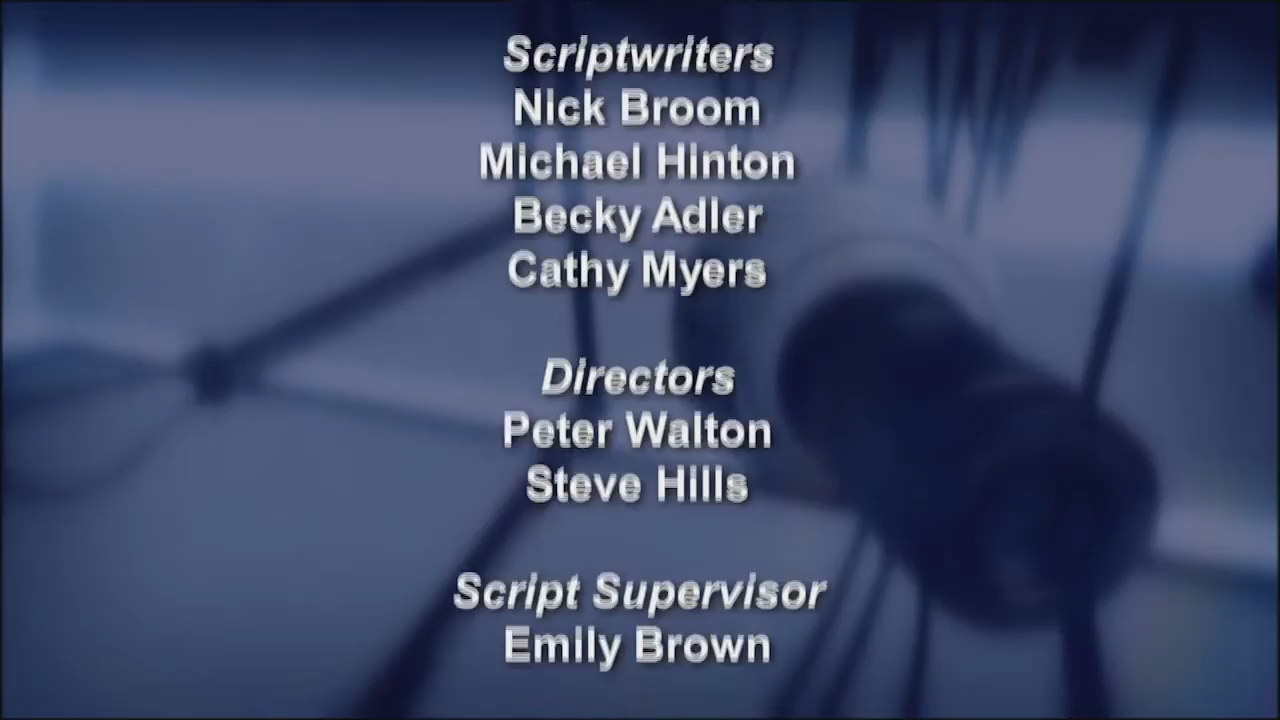 Scriptwriters
Nick Broom
Michael Hinton
Becky Adler
Cathy Myers
Directors
Peter Walton
Steve Hills
Script Supervisor
Emily Brown